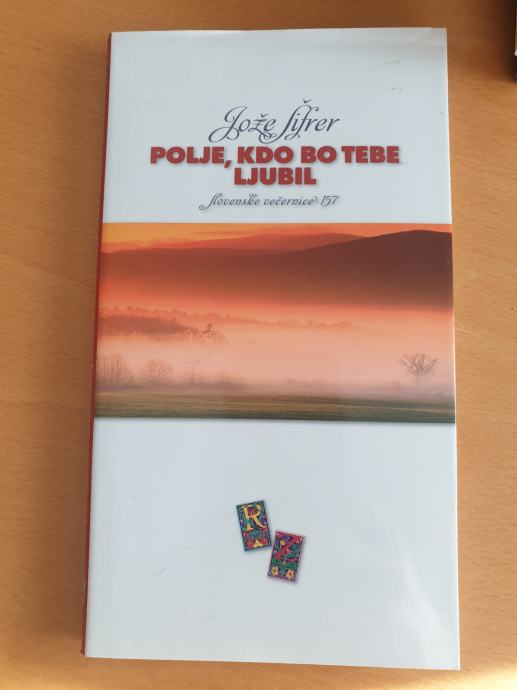 Jože Šifrer
POLJE, KDO BO TEBE
LJUBIL
Slovenske večernice 157
R
Z